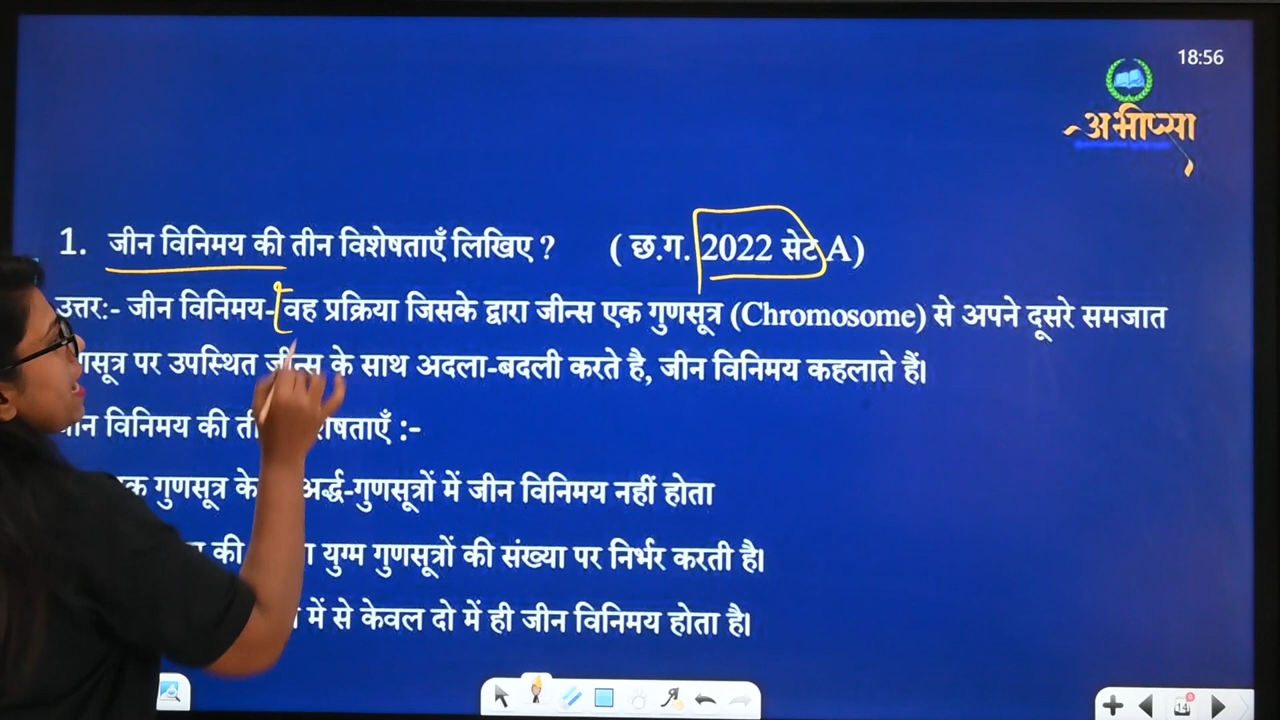 18:56
अभीप्सा
1. जीन विनिमय की तीन विशेषताएँ लिखिए ? ( छ.ग. 2022 सेट A)
उत्तर:- जीन विनिमय- वह प्रक्रिया जिसके द्वारा जीन्स एक गुणसूत्र (Chromosome) से अपने दूसरे समजात
पर उपस्थित जीन्स के साथ अदला-बदली करते है, जीन विनिमय कहलाते हैं।
विनिमय की :-
गुणसूत्र के अर्द्ध-गुणसूत्रों में जीन विनिमय नहीं होता
की युग्म गुणसूत्रों की संख्या पर निर्भर करती है।
में से केवल दो में ही जीन विनिमय होता है।
14